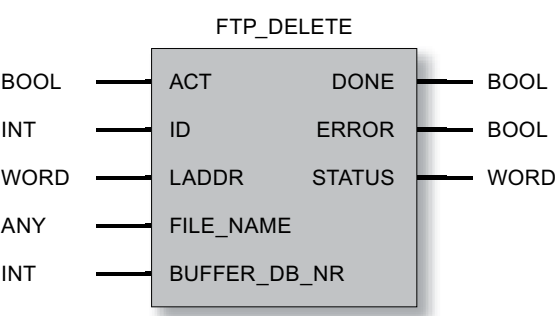 FTP_DELETE
BOOL ACT DONE BOOL
INT ID ERROR BOOL
WORD LADDR STATUS WORD
ANY FILE_NAME
INT BUFFER_DB_NR